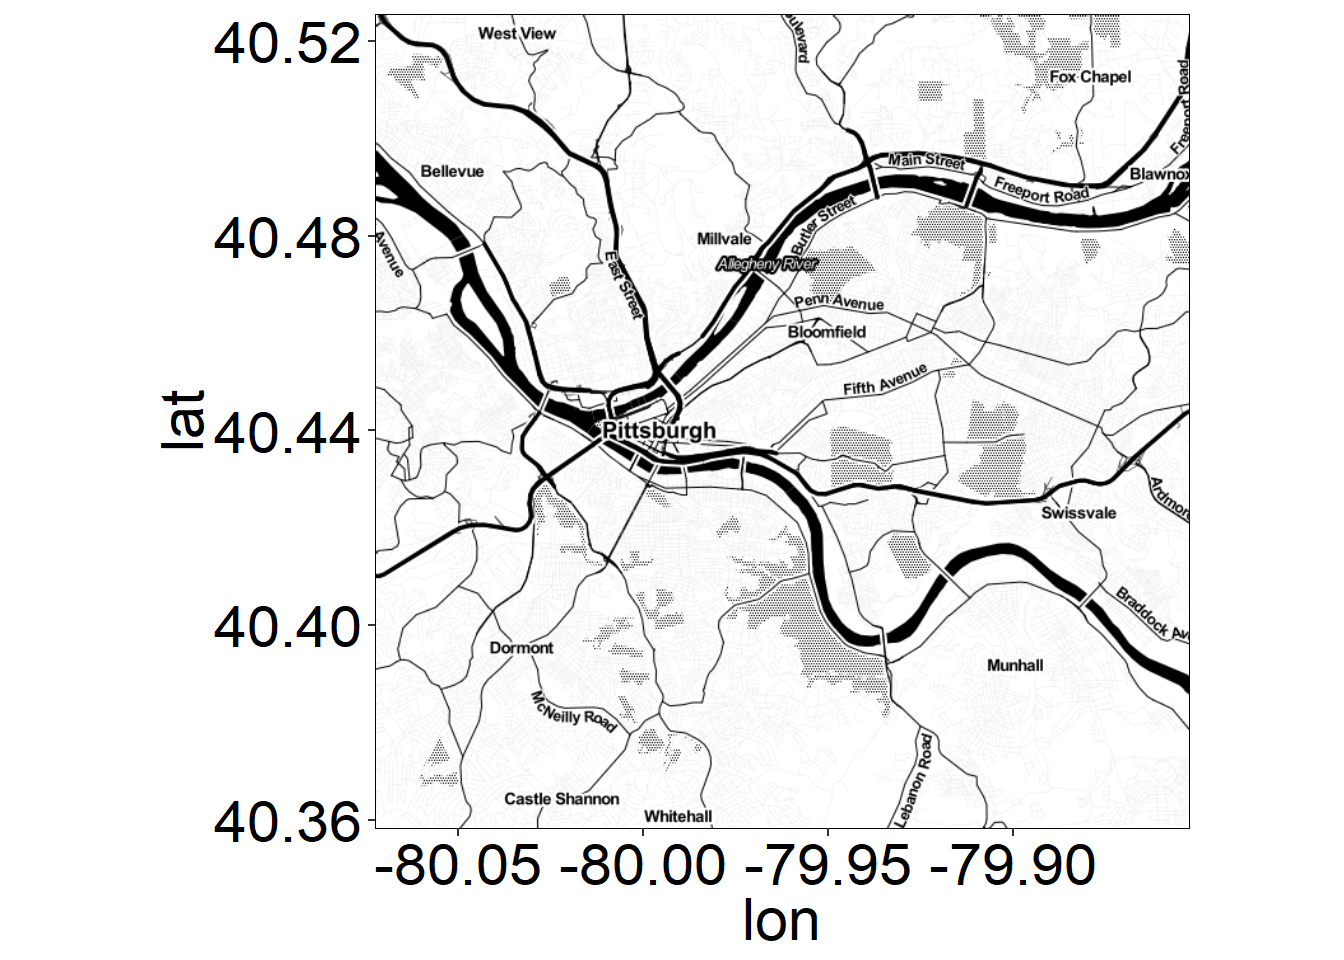 40.52
40.48
40.44
40.40
40.36
lat
West View
Fox Chapel
Freeport Road
Bellevue
Main Street
Freeport Road
Blawnox
Avenue
Millvale
Butler Street
Allegheny River
East Street
Penn Avenue
Bloomfield
Fifth Avenue
Pittsburgh
Swissvale
Braddock Av
Dormont
Munhall
McNeilly Road
Lebanon Road
Castle Shannon
Whitehall
-80.05
-80.00
-79.95
-79.90
lon